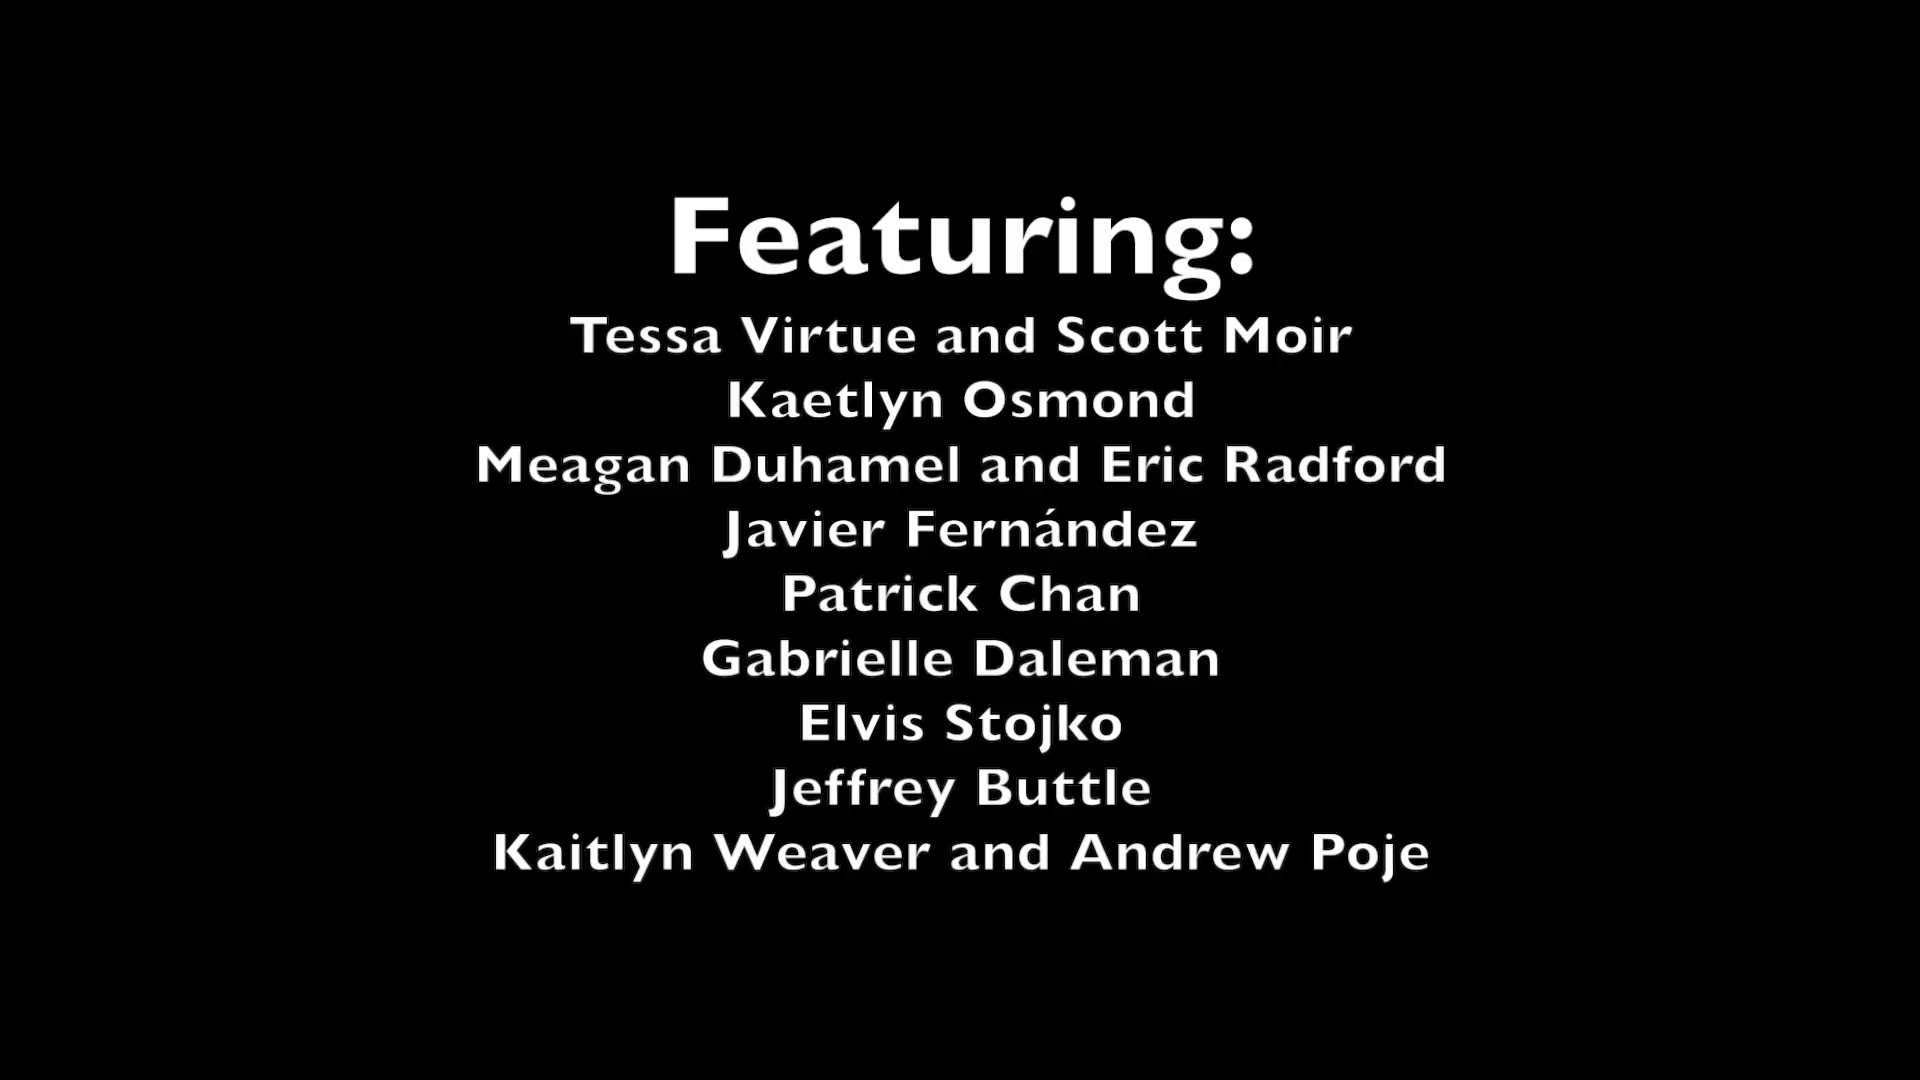 Featuring:
Tessa Virtue and Scott Moir
Kaetlyn Osmond
Meagan Duhamel and Eric Radford
Javier Fernández
Patrick Chan
Gabrielle Daleman
Elvis Stojko
Jeffrey Buttle
Kaitlyn Weaver and Andrew Poje